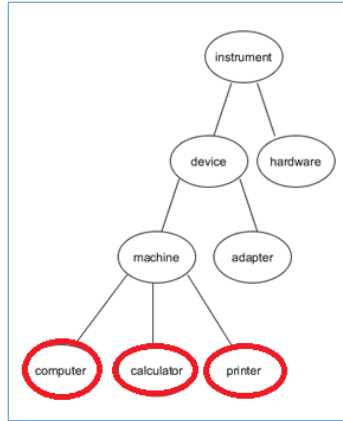 instrument
device
hardware
machine
adapter
computer
calculator
printer